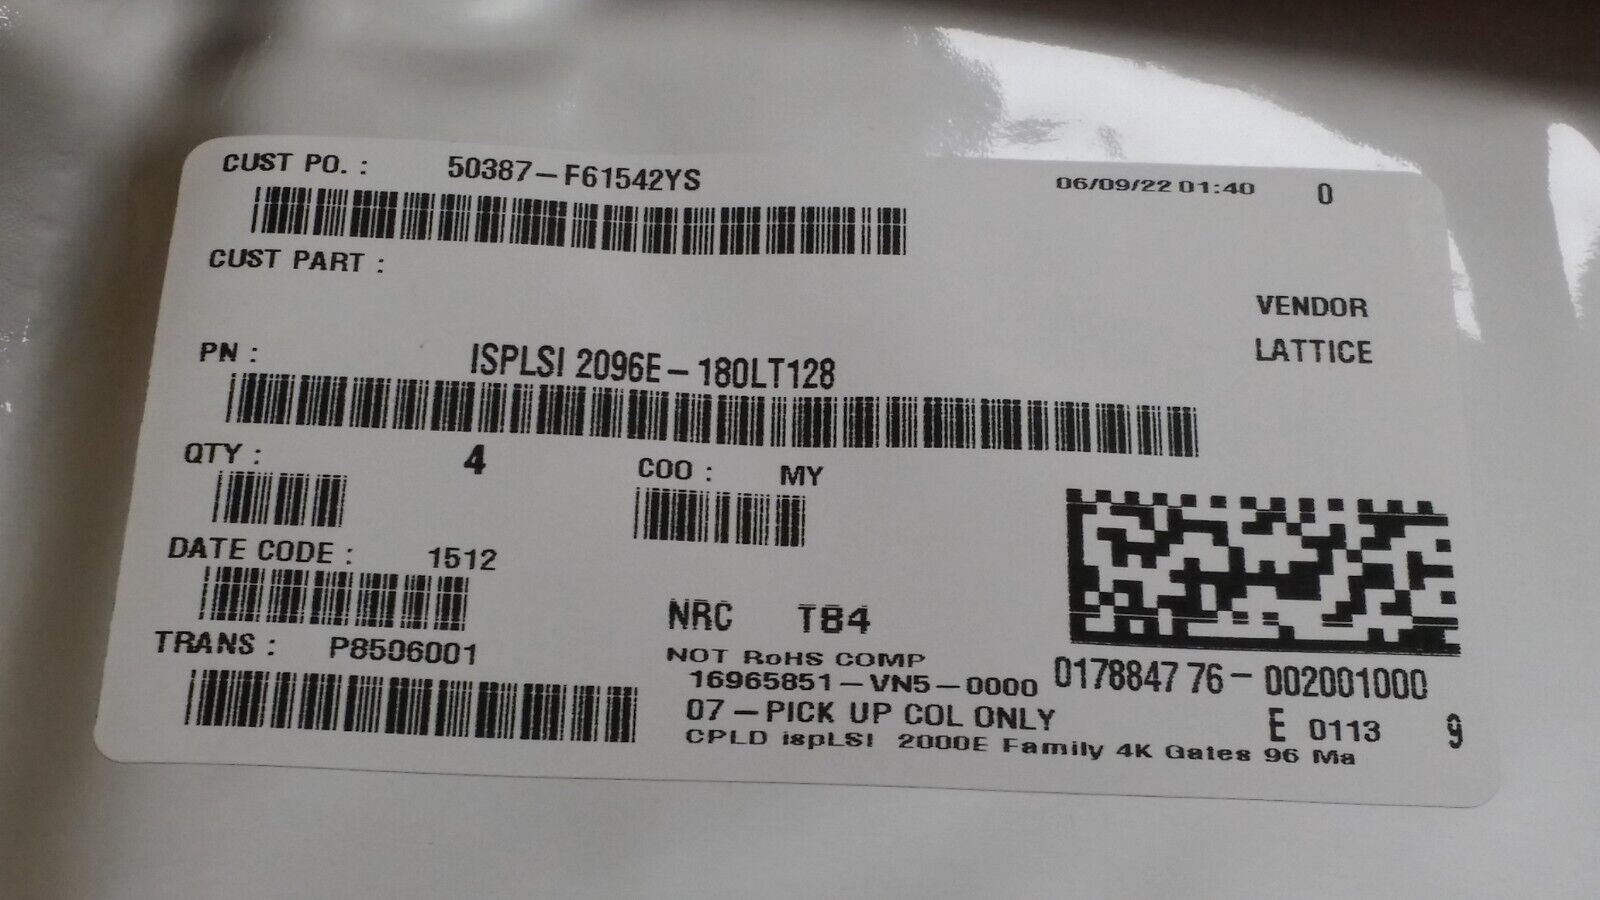 CUST PO. : 50387-F61542YS 06/09/22 01:40 0
CUST PART :
VENDOR
PN : ISPLSI 2096E-180LT128 LATTICE
QTY : 4 COO : MY
DATE CODE : 1512
NRC TB4
TRANS : P8506001 NOT RoHS COMP
16965851-VN5-0000 017884776-002001000
07-PICK UP COL ONLY E 0113 9
CPLD ispLSI 2000E Family 4K Gates 96 Ma